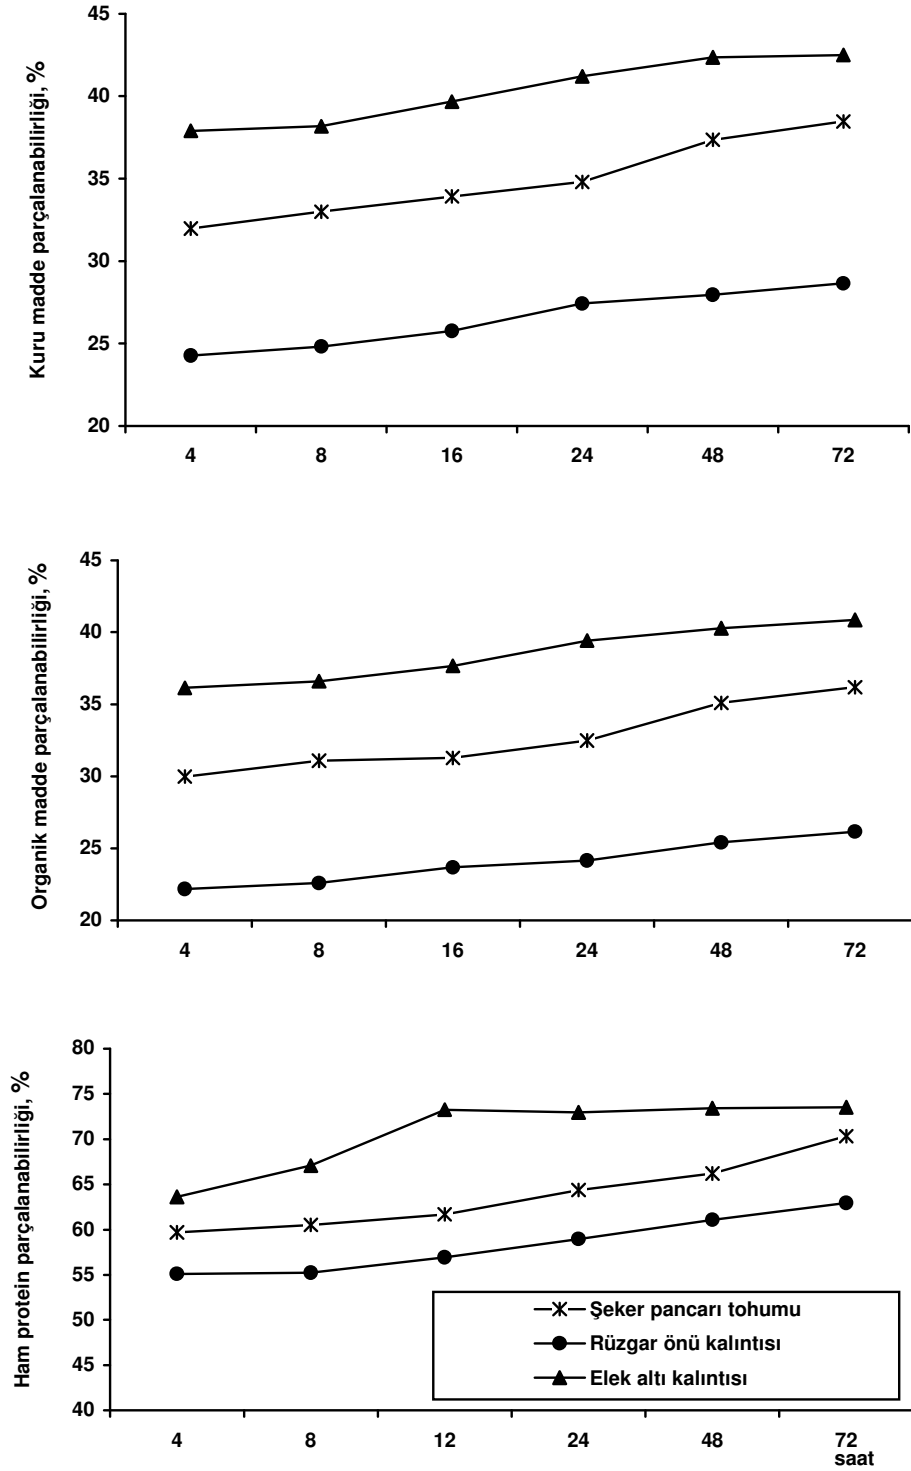 Kuru madde parçalanabilirliği, %
45
40
35
30
25
20
4 8 16 24 48 72
Organik madde parçalanabilirliği, %
45
40
35
30
25
20
4 8 16 24 48 72
Ham protein parçalanabilirliği, %
80
75
70
65
60
55
50
45
40
Şeker pancarı tohumu
Rüzgar önü kalıntısı
Elek altı kalıntısı
4 8 12 24 48 72
saat